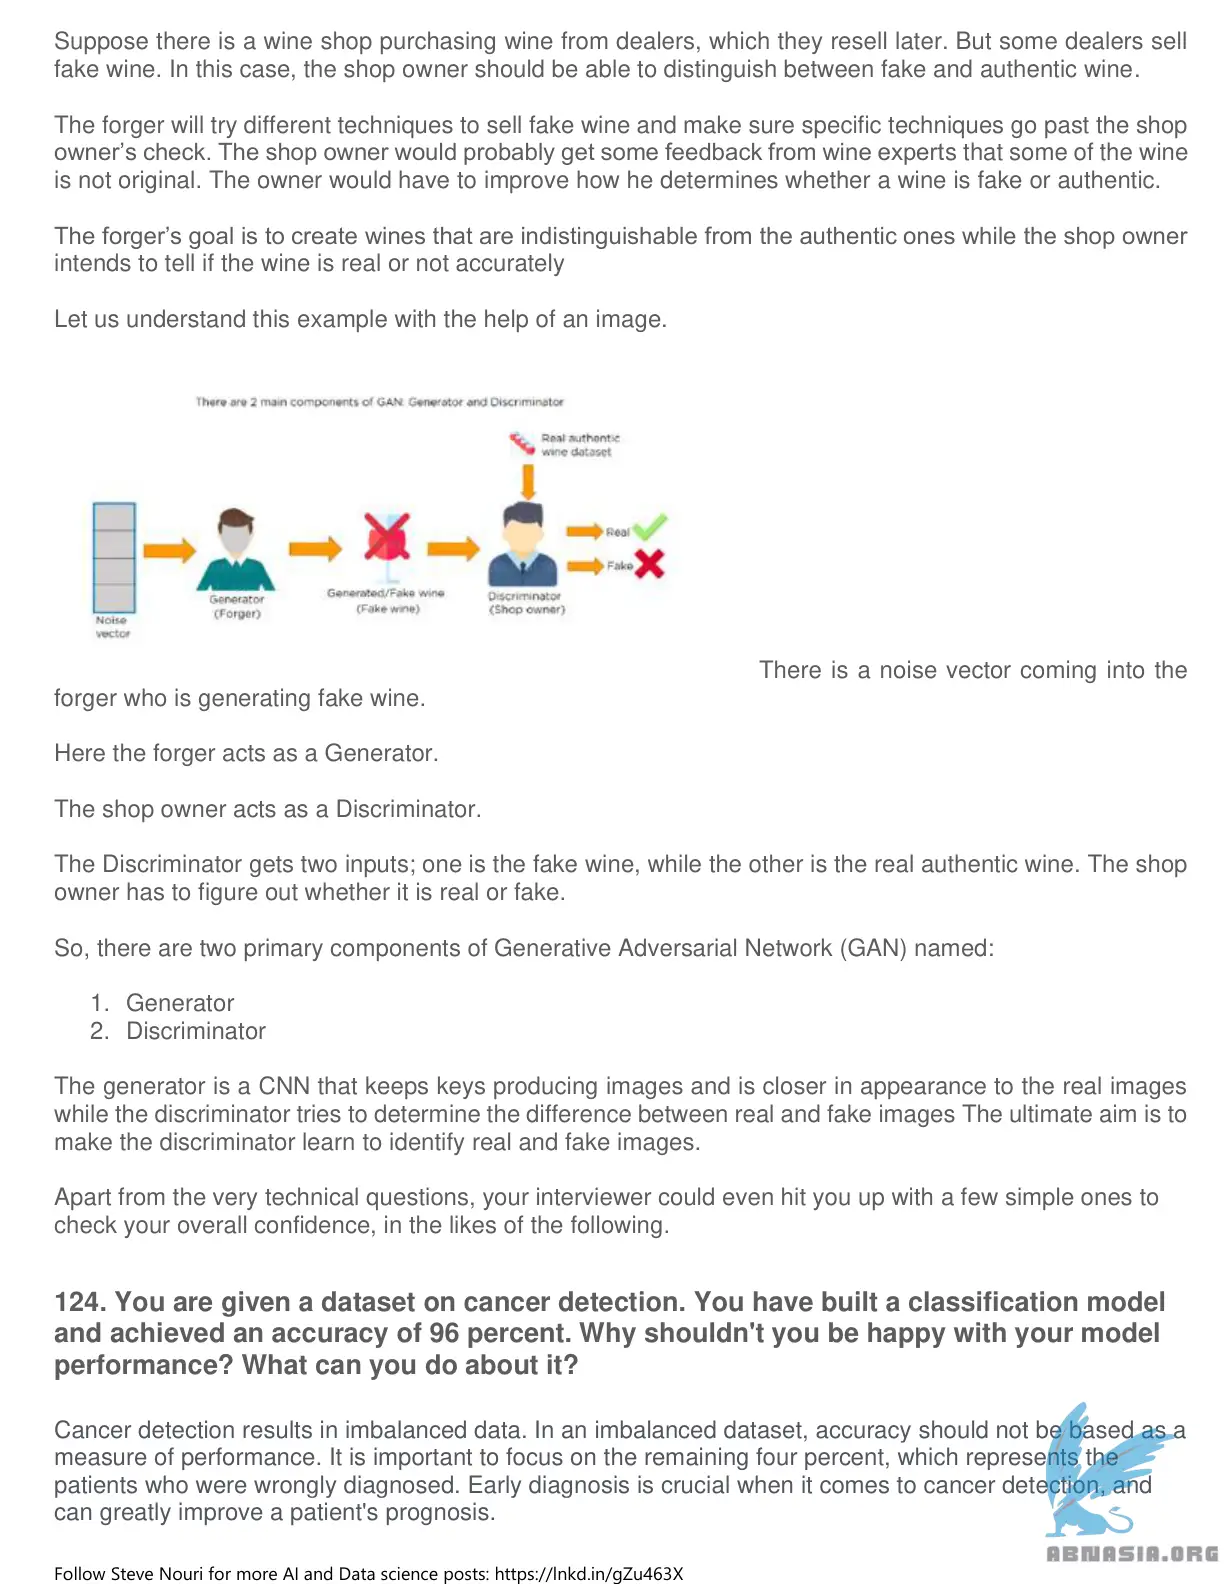 Suppose there is a wine shop purchasing wine from dealers, which they resell later. But some dealers sell
fake wine. In this case, the shop owner should be able to distinguish between fake and authentic wine.
The forger will try different techniques to sell fake wine and make sure specific techniques go past the shop
owner’s check. The shop owner would probably get some feedback from wine experts that some of the wine
is not original. The owner would have to improve how he determines whether a wine is fake or authentic.
The forger’s goal is to create wines that are indistinguishable from the authentic ones while the shop owner
intends to tell if the wine is real or not accurately
Let us understand this example with the help of an image.
There are 2 main components of GAN: Generator and Discriminator
Real authentic
wine dataset
Real
Fake
Generated/Fake wine
(Fake wine)
Discriminator
(Shop owner)
Generator
(Forger)
Noise
vector
There is a noise vector coming into the
forger who is generating fake wine.
Here the forger acts as a Generator.
The shop owner acts as a Discriminator.
The Discriminator gets two inputs; one is the fake wine, while the other is the real authentic wine. The shop
owner has to figure out whether it is real or fake.
So, there are two primary components of Generative Adversarial Network (GAN) named:
1. Generator
2. Discriminator
The generator is a CNN that keeps keys producing images and is closer in appearance to the real images
while the discriminator tries to determine the difference between real and fake images The ultimate aim is to
make the discriminator learn to identify real and fake images.
Apart from the very technical questions, your interviewer could even hit you up with a few simple ones to
check your overall confidence, in the likes of the following.
124. You are given a dataset on cancer detection. You have built a classification model
and achieved an accuracy of 96 percent. Why shouldn't you be happy with your model
performance? What can you do about it?
Cancer detection results in imbalanced data. In an imbalanced dataset, accuracy should not be based as a
measure of performance. It is important to focus on the remaining four percent, which represents the
patients who were wrongly diagnosed. Early diagnosis is crucial when it comes to cancer detection, and
can greatly improve a patient's prognosis.
ABNASIA.ORG
Follow Steve Nouri for more AI and Data science posts: https://lnkd.in/gZu463X